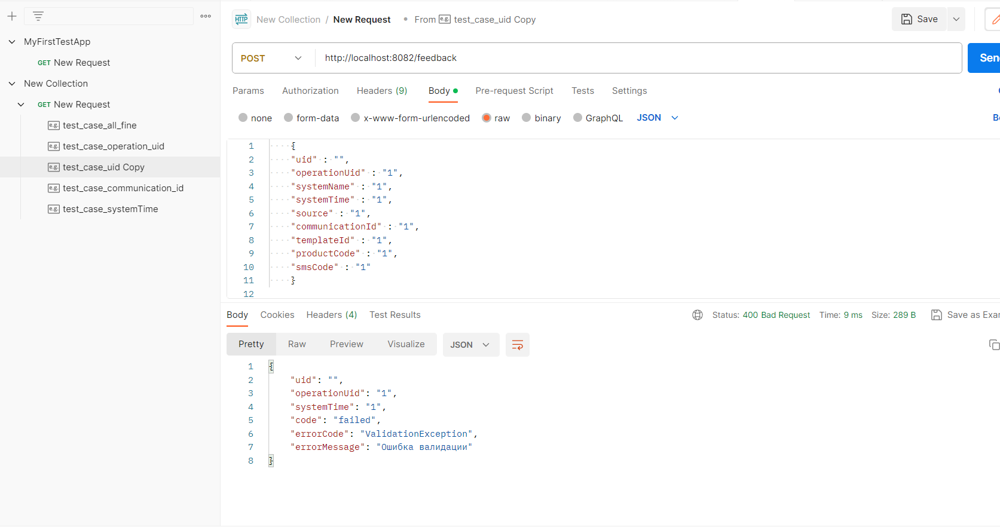 MyFirstTestApp
GET New Request
New Collection
GET New Request
e.g. test_case_all_fine
e.g. test_case_operation_uid
e.g. test_case_uid Copy
e.g. test_case_communication_id
e.g. test_case_systemTime
HTTP New Collection / New Request From e.g. test_case_uid Copy
Save
POST http://localhost:8082/feedback
Sen
Params Authorization Headers (9) Body Pre-request Script Tests Settings
none form-data x-www-form-urlencoded raw binary GraphQL JSON Be
1 {
2 "uid" : "",
3 "operationUid" : "1",
4 "systemName" : "1",
5 "systemTime" : "1",
6 "source" : "1",
7 "communicationId" : "1",
8 "templateId" : "1",
9 "productCode" : "1",
10 "smsCode" : "1"
11 }
12
Body Cookies Headers (4) Test Results Status: 400 Bad Request Time: 9 ms Size: 289 B Save as Exam
Pretty Raw Preview Visualize JSON
1 {
2 "uid": "",
3 "operationUid": "1",
4 "systemTime": "1",
5 "code": "failed",
6 "errorCode": "ValidationException",
7 "errorMessage": "Ошибка валидации"
8 }